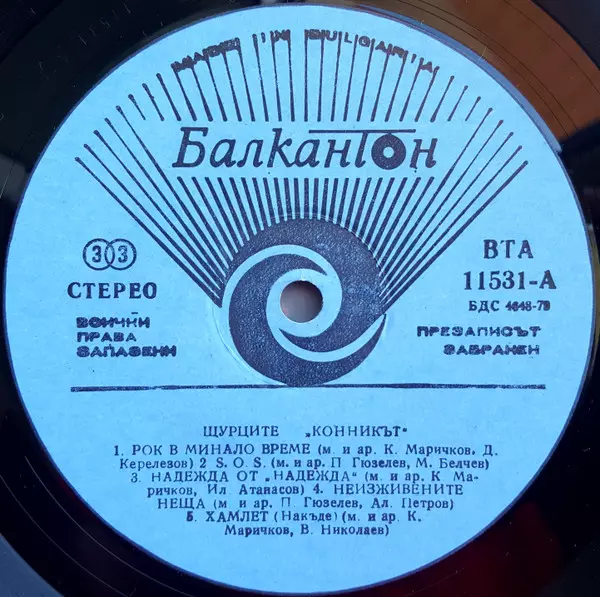 MADE IN BULGARIA
Балкантон
33
СТЕРЕО
ВСИЧКИ
ПРАВА
ЗАПАЗЕНИ
ВТА
11531-А
БДС 4648-79
ПРЕЗАПИСЪТ
ЗАБРАНЕН
ЩУРЦИТЕ „КОННИКЪТ“
1. РОК В МИНАЛО ВРЕМЕ (м. и ар. К. Маричков, Д.
Керелезов) 2 S. O. S. (м. и ар. П. Гюзелев, М. Белчев)
3. НАДЕЖДА ОТ „НАДЕЖДА“ (м. и ар. К Ма-
ричков, Ил Атанасов) 4. НЕИЗЖИВЕНИТЕ
НЕЩА (м и ар. П. Гюзелев, Ал. Петров)
5. ХАМЛЕТ (Накъде) (м. и ар. К.
Маричков, В. Николаев)